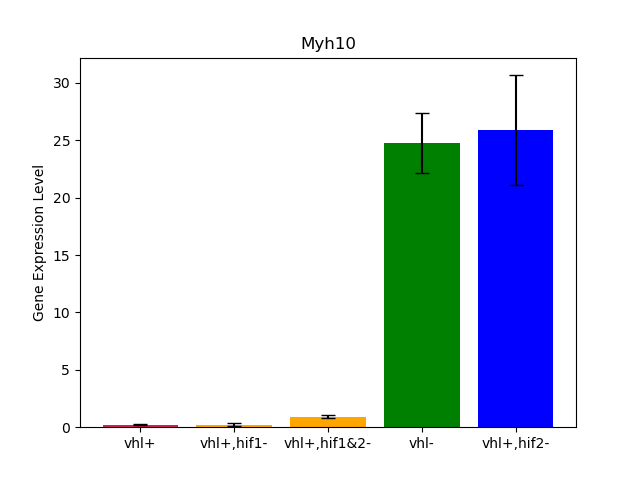 Myh10
Gene Expression Level
30
25
20
15
10
5
0
vhl+
vhl+,hif1-
vhl+,hif1&2-
vhl-
vhl+,hif2-